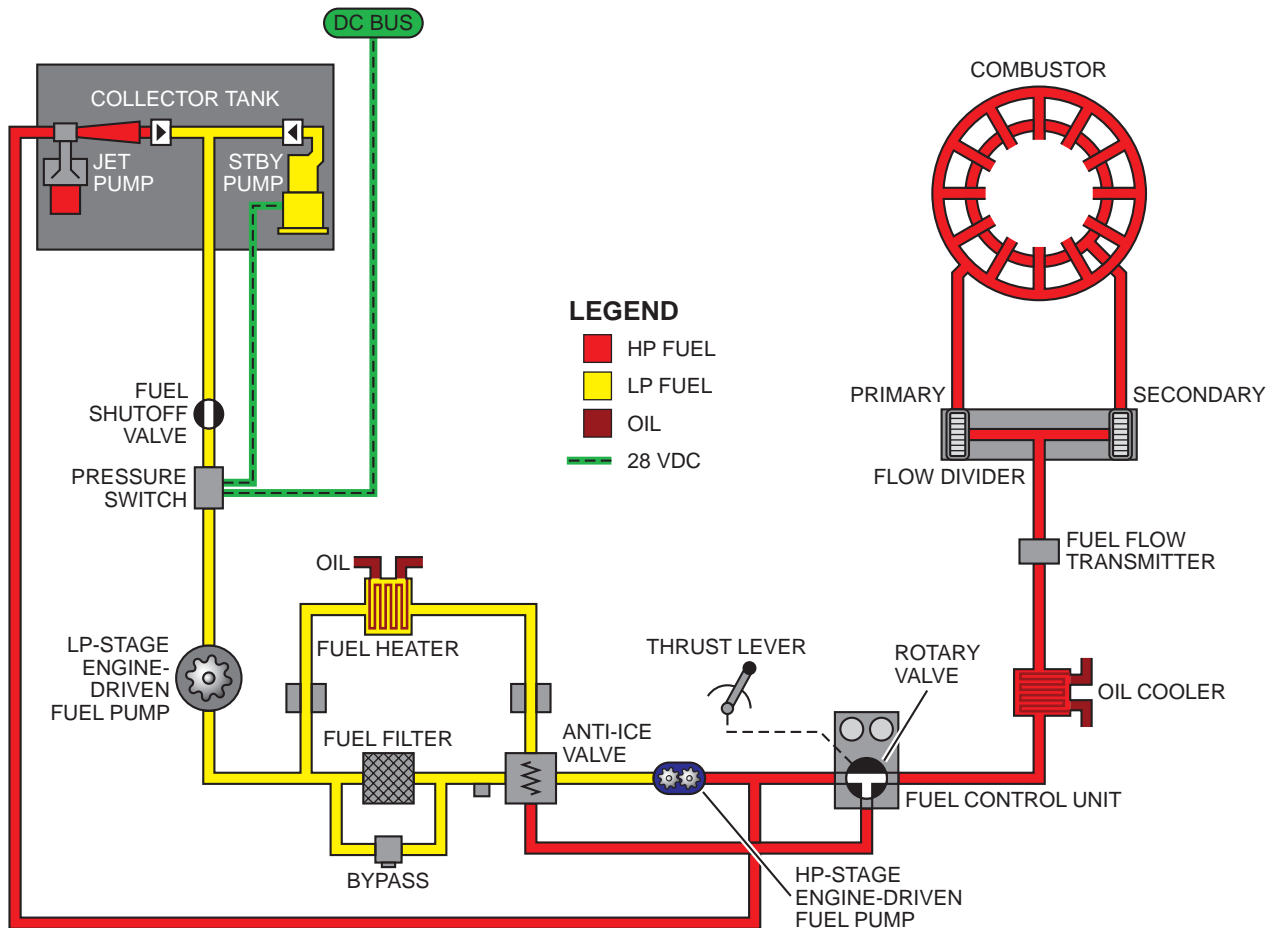 DC BUS
COLLECTOR TANK
JET
PUMP
STBY
PUMP
COMBUSTOR
LEGEND
HP FUEL
LP FUEL
OIL
28 VDC
FUEL
SHUTOFF
VALVE
PRESSURE
SWITCH
PRIMARY
SECONDARY
FLOW DIVIDER
FUEL FLOW
TRANSMITTER
OIL
FUEL HEATER
LP-STAGE
ENGINE-
DRIVEN
FUEL PUMP
THRUST LEVER
ROTARY
VALVE
OIL COOLER
FUEL FILTER
ANTI-ICE
VALVE
FUEL CONTROL UNIT
BYPASS
HP-STAGE
ENGINE-DRIVEN
FUEL PUMP